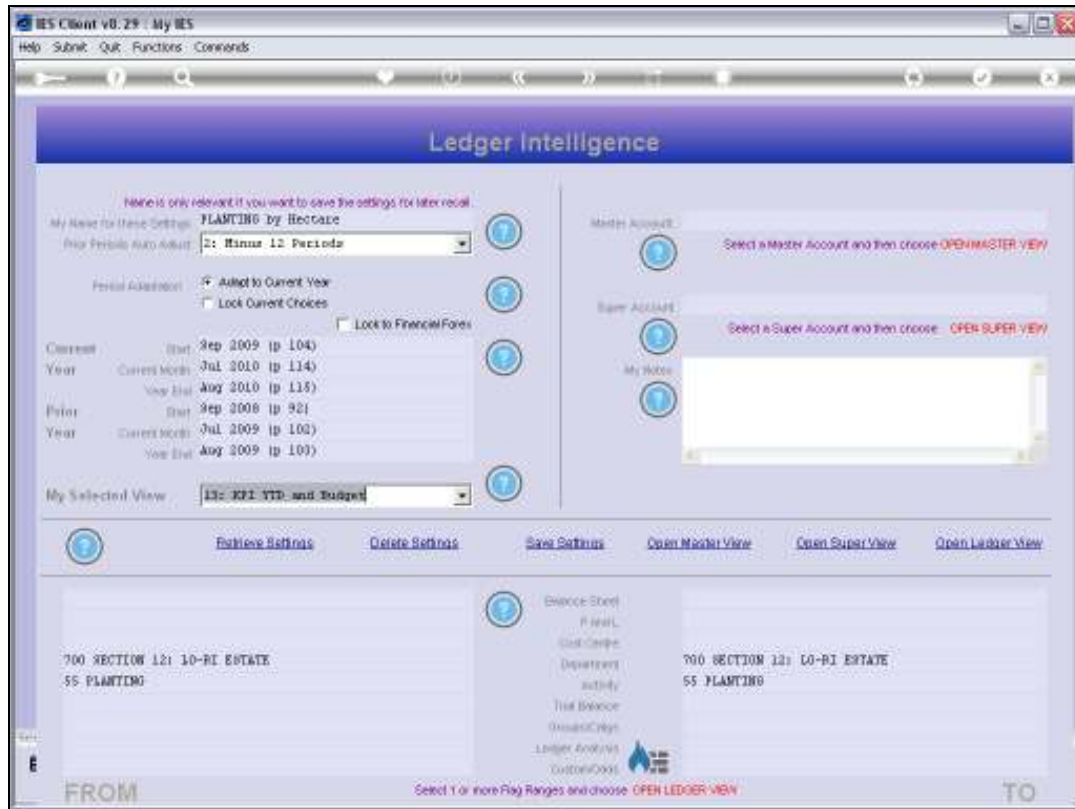 IES Client v8.29 : My IES
Help Submit Quit Functions Commands
Ledger Intelligence
Name is only relevant if you want to save the settings for later recall.
My Name for these Settings PLANTING by Hectare
Prior Periods Auto Adjust 2: Minus 12 Periods
Period Adaptation Adapt to Current Year
Lock Current Choices
Lock to Financial Forex
Current Year Start Sep 2009 (p 104)
Current Month Jul 2010 (p 114)
Year End Aug 2010 (p 115)
Prior Year Start Sep 2008 (p 92)
Current Month Jul 2009 (p 102)
Year End Aug 2009 (p 103)
My Selected View 13: KPI YTD and Budget
Master Account
Select a Master Account and then choose OPEN MASTER VIEW
Super Account
Select a Super Account and then choose OPEN SUPER VIEW
My Notes
Retrieve Settings Delete Settings Save Settings Open Master View Open Super View Open Ledger View
Balance Sheet
P and L
Cost Centre
700 SECTION 12: LO-RI ESTATE Department 700 SECTION 12: LO-RI ESTATE
55 PLANTING Activity 55 PLANTING
Trial Balance
Ledger Analysis
FROM Select 1 or more Flag Ranges and choose OPEN LEDGER VIEW TO